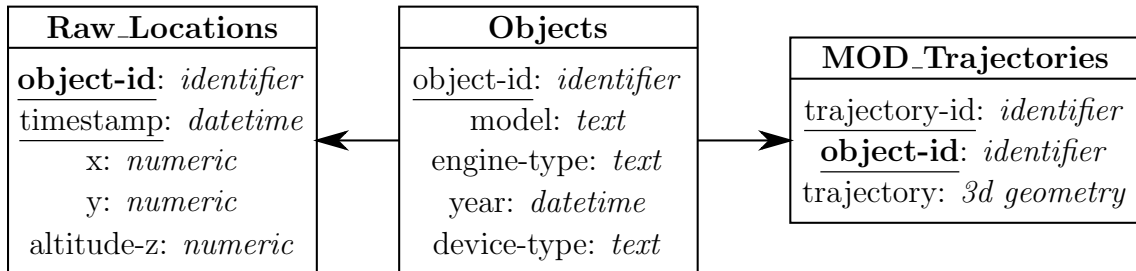 Raw_Locations
object-id: identifier
timestamp: datetime
x: numeric
y: numeric
altitude-z: numeric
Objects
object-id: identifier
model: text
engine-type: text
year: datetime
device-type: text
MOD_Trajectories
trajectory-id: identifier
object-id: identifier
trajectory: 3d geometry